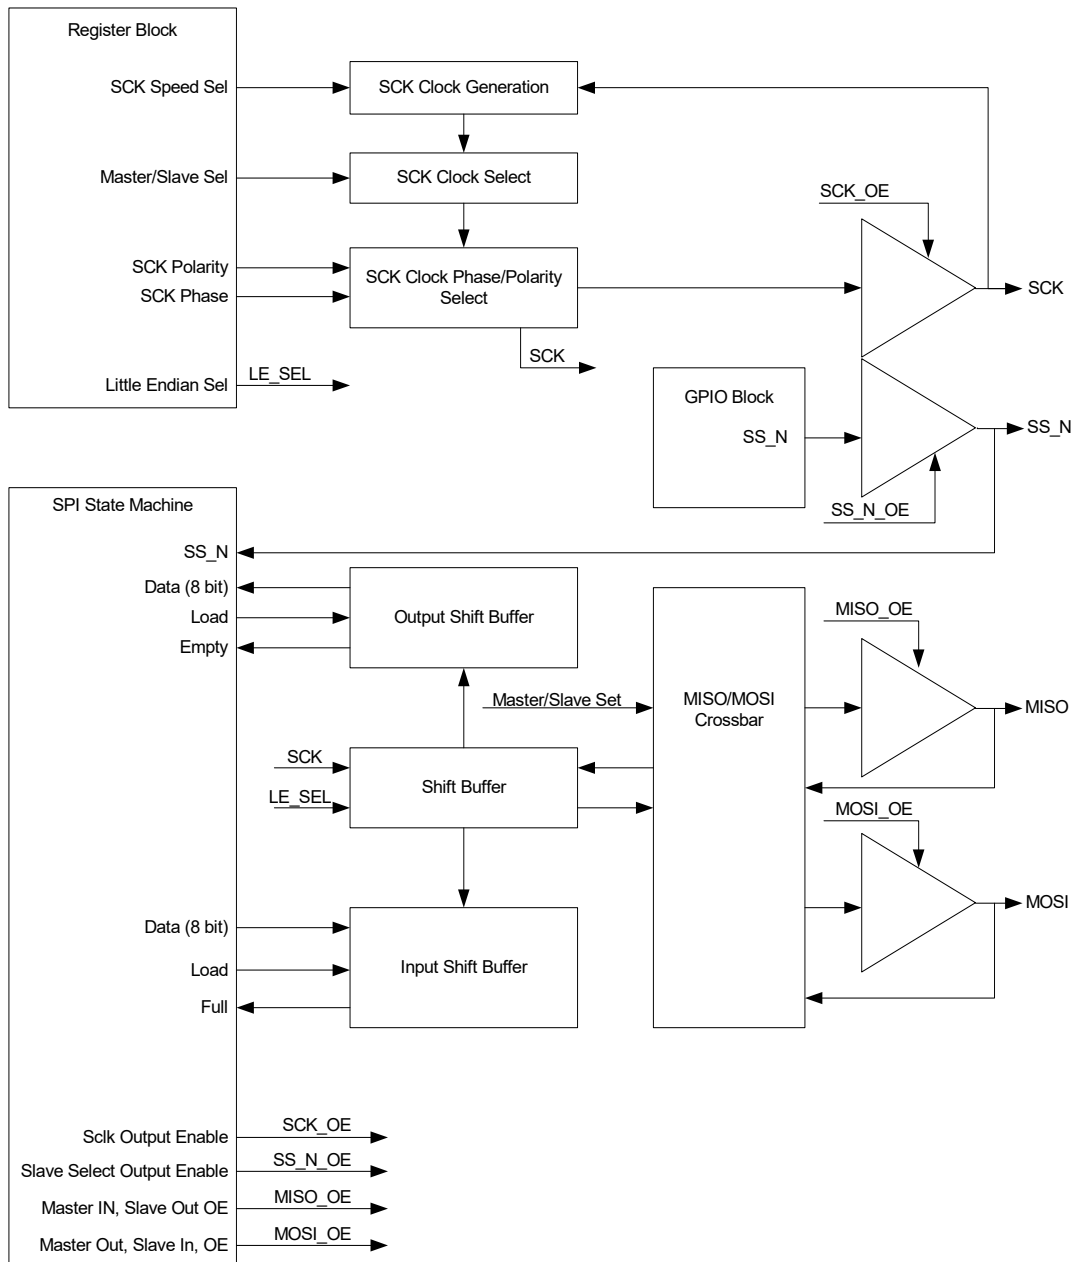 Register Block
SCK Speed Sel
SCK Clock Generation
Master/Slave Sel
SCK Clock Select
SCK_OE
SCK Polarity
SCK Phase
SCK Clock Phase/Polarity
Select
SCK
SCK
Little Endian Sel
LE_SEL
GPIO Block
SS_N
SS_N
SS_N_OE
SPI State Machine
SS_N
Data (8 bit)
Load
Empty
Output Shift Buffer
MISO_OE
Master/Slave Set
MISO/MOSI
Crossbar
MISO
SCK
LE_SEL
Shift Buffer
MOSI_OE
MOSI
Data (8 bit)
Load
Full
Input Shift Buffer
Sclk Output Enable
SCK_OE
Slave Select Output Enable
SS_N_OE
Master IN, Slave Out OE
MISO_OE
Master Out, Slave In, OE
MOSI_OE